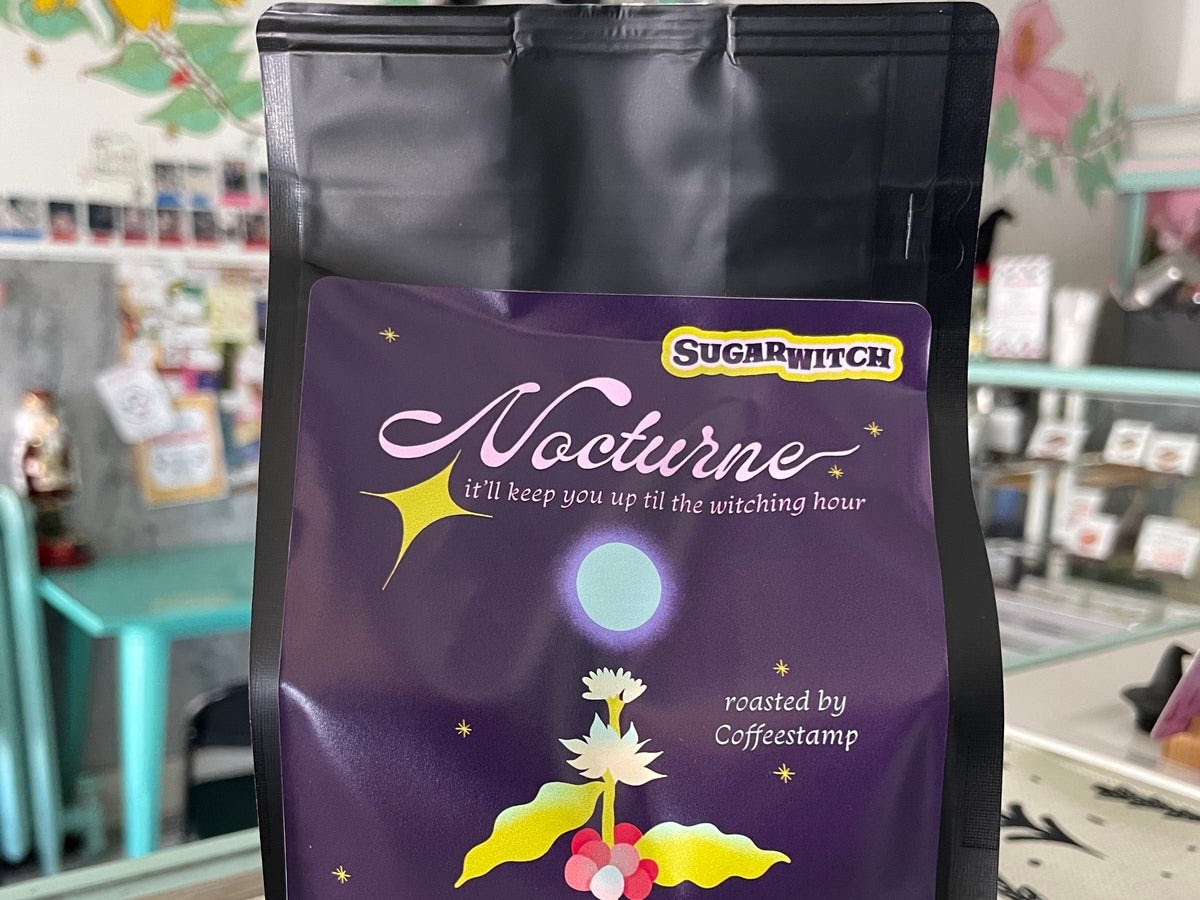 SUGARWITCH
Nocturne
it'll keep you up til the witching hour
roasted by
Coffeestamp